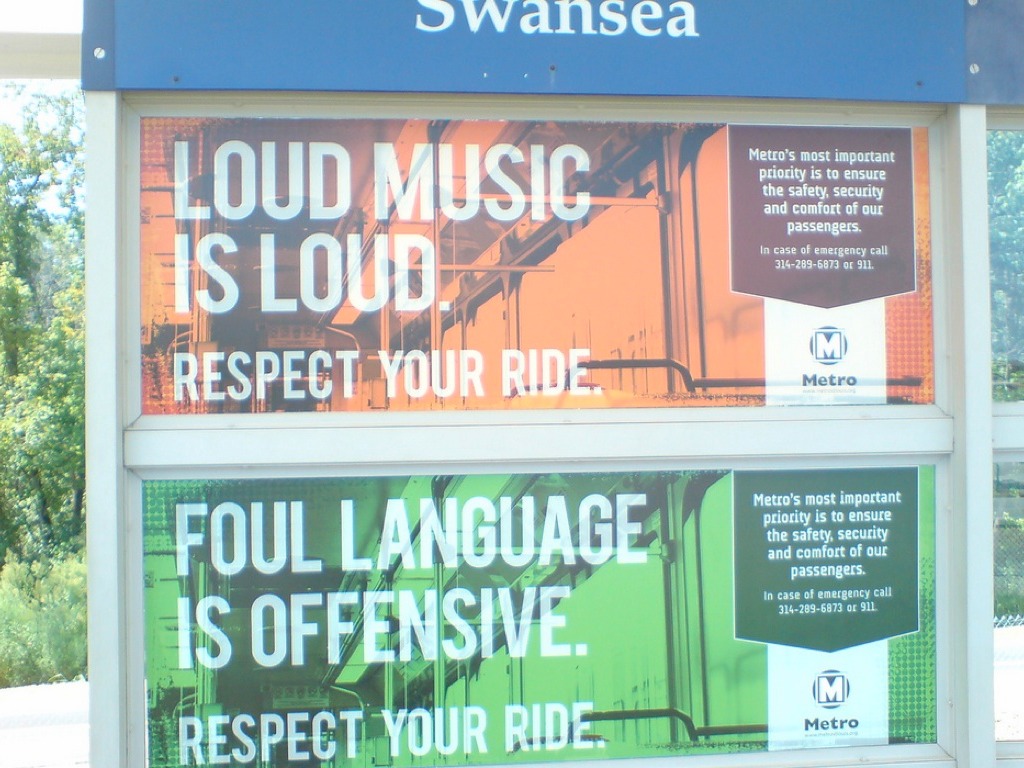 Swansea
LOUD MUSIC
IS LOUD.
RESPECT YOUR RIDE.
Metro's most important
priority is to ensure
the safety, security
and comfort of our
passengers.
In case of emergency call
314-289-6873 or 911.
M
Metro
FOUL LANGUAGE
IS OFFENSIVE.
RESPECT YOUR RIDE.
Metro's most important
priority is to ensure
the safety, security
and comfort of our
passengers.
In case of emergency call
314-289-6873 or 911.
M
Metro